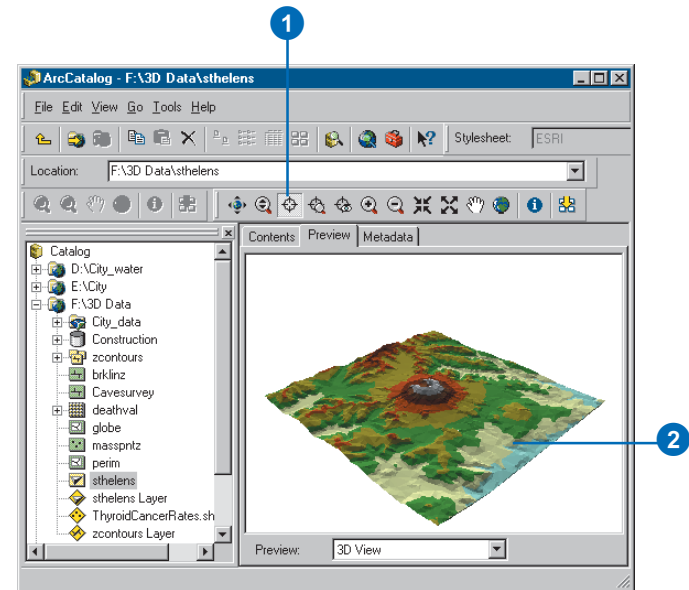 1
ArcCatalog - F:\3D Data\sthelens
File Edit View Go Tools Help
Stylesheet: ESRI
Location: F:\3D Data\sthelens
Contents Preview Metadata
Catalog
D:\City_water
E:\City
F:\3D Data
City_data
Construction
zcontours
brklinz
Cavesurvey
deathval
globe
masspntz
perim
sthelens
sthelens Layer
ThyroidCancerRates.sh
zcontours Layer
2
Preview: 3D View